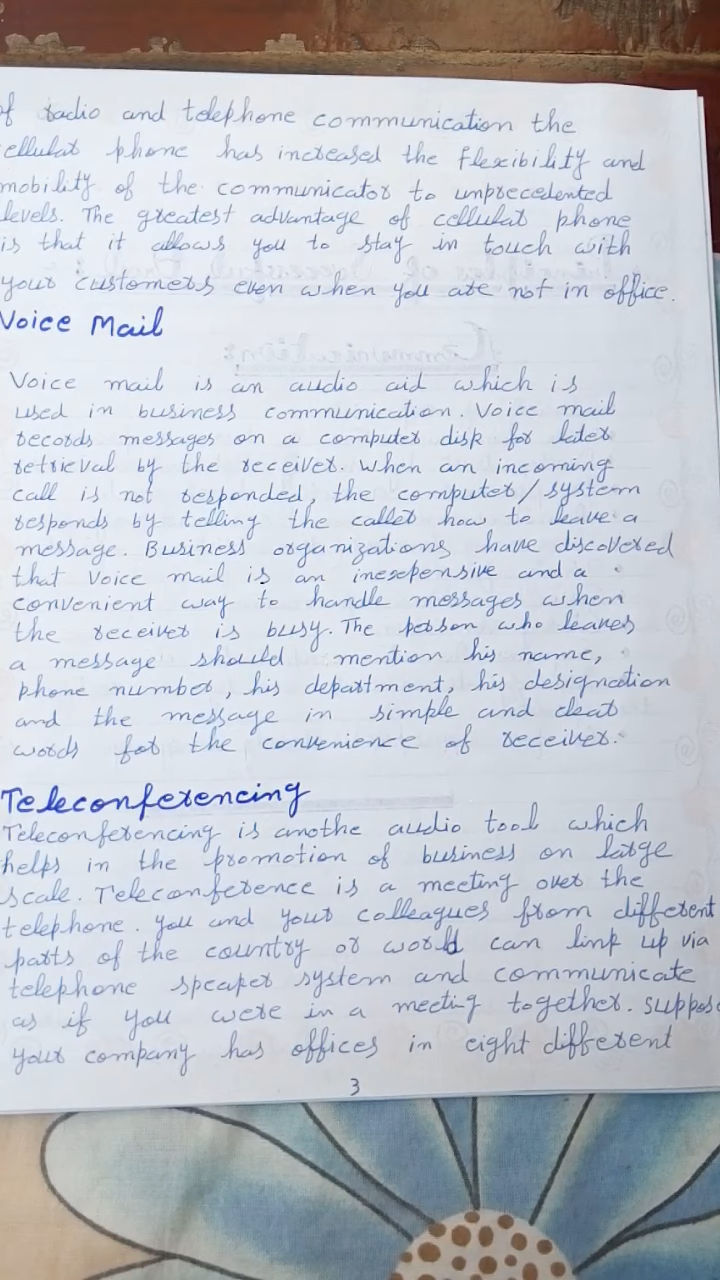 of radio and telephone communication the
ellular phone has increased the flexibility and
mobility of the communicator to unprecedented
levels. The greatest advantage of cellular phone
is that it allows you to stay in touch with
your customers even when you are not in office.
Voice Mail
Voice mail is an audio aid which is
used in business communication. Voice mail
records messages on a computer disk for later
retrieval by the receiver. When an incoming
call is not responded, the computer/system
responds by telling the caller how to leave a
message. Business organizations have discovered
that Voice mail is an inexepensive and a
convenient way to handle messages when
the receiver is busy. The person who leaves
a message should mention his name,
phone number, his department, his designation
and the message in simple and clear
words for the convenience of receiver.
Teleconferencing
Teleconferencing is anothe audio tool which
helps in the promotion of business on large
scale. Teleconference is a meeting over the
telephone. you and your colleagues from different
parts of the country or world can link up via
telephone speaper system and communicate
as if you were in a meeting together. suppos
your company has offices in eight different
3